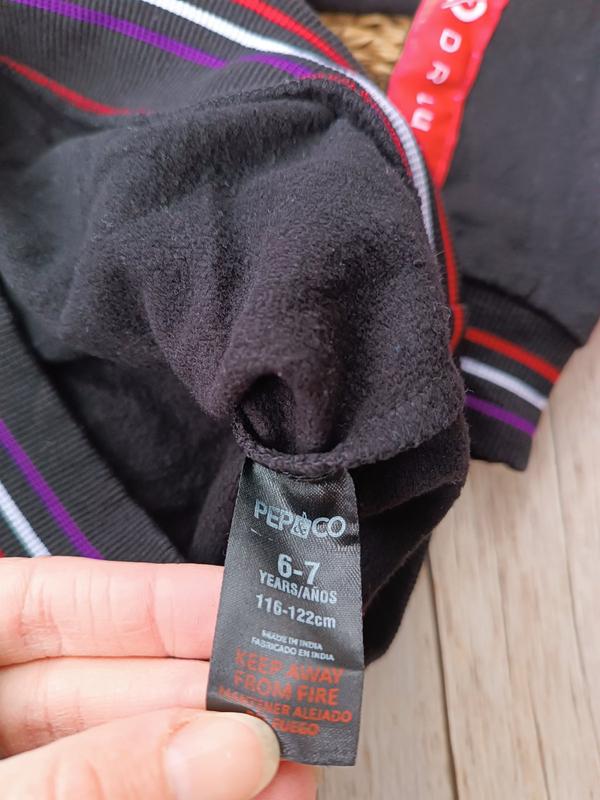 DRE
PEP&CO
6-7
YEARS/AÑOS
116-122cm
MADE IN INDIA
FABRICADO EN INDIA
KEEP AWAY
FROM FIRE
MANTENER ALEJADO
FUEGO